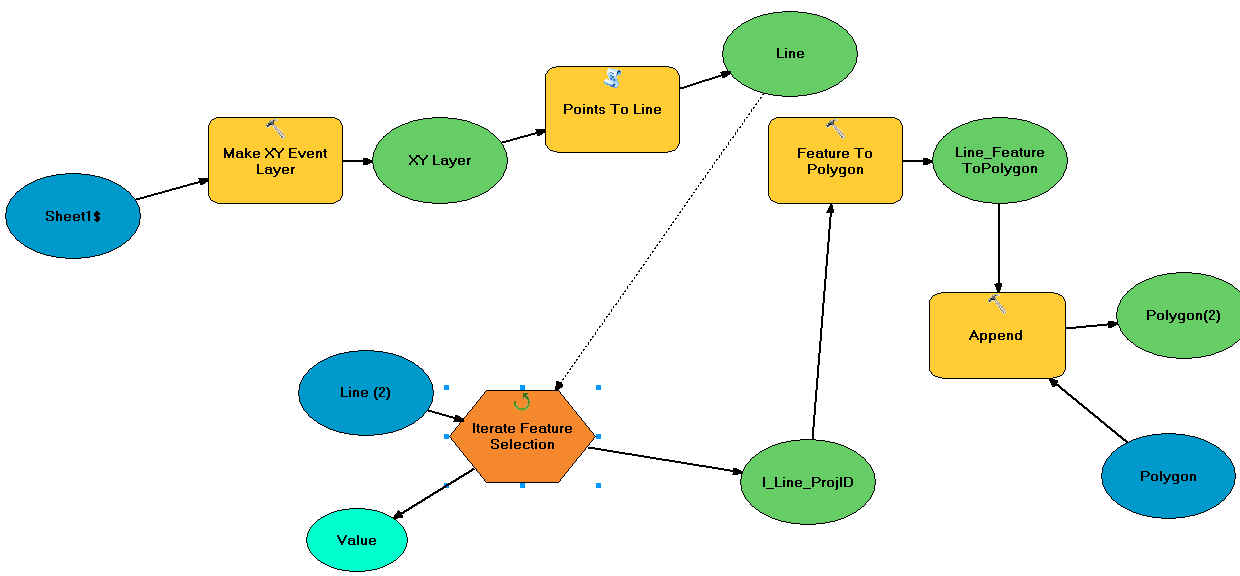 Line
Points To Line
Make XY Event
Layer
XY Layer
Feature To
Polygon
Line_Feature
ToPolygon
Sheet1$
Append
Polygon(2)
Line (2)
Iterate Feature
Selection
I_Line_ProjID
Polygon
Value